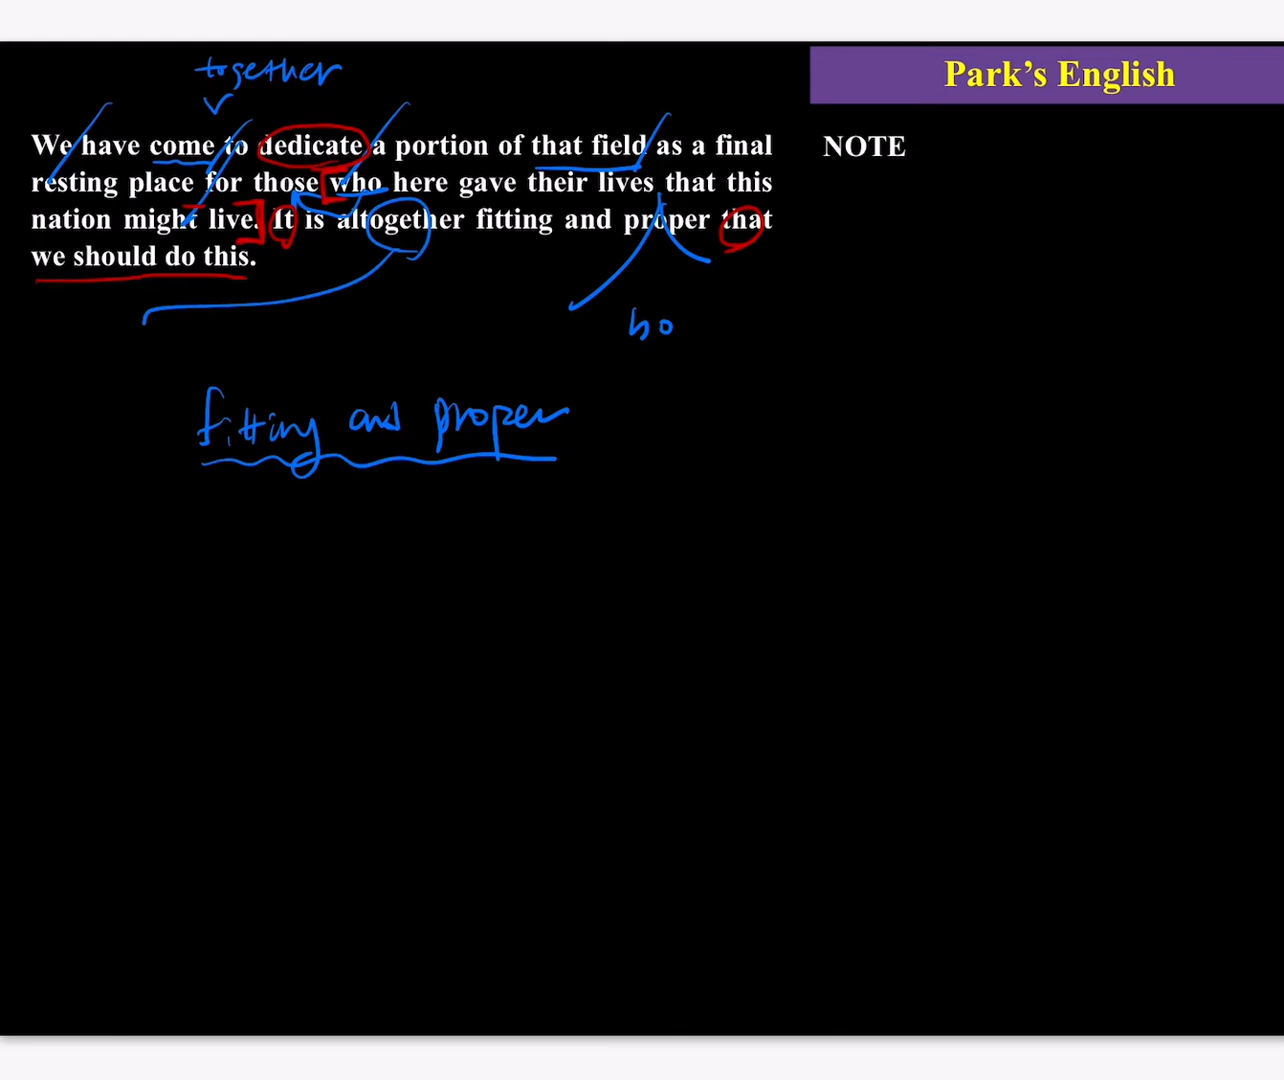 together
Park's English
We have come to dedicate a portion of that field as a final
resting place for those who here gave their lives that this
nation might live. It is altogether fitting and proper that
we should do this.
NOTE
so
fitting and proper